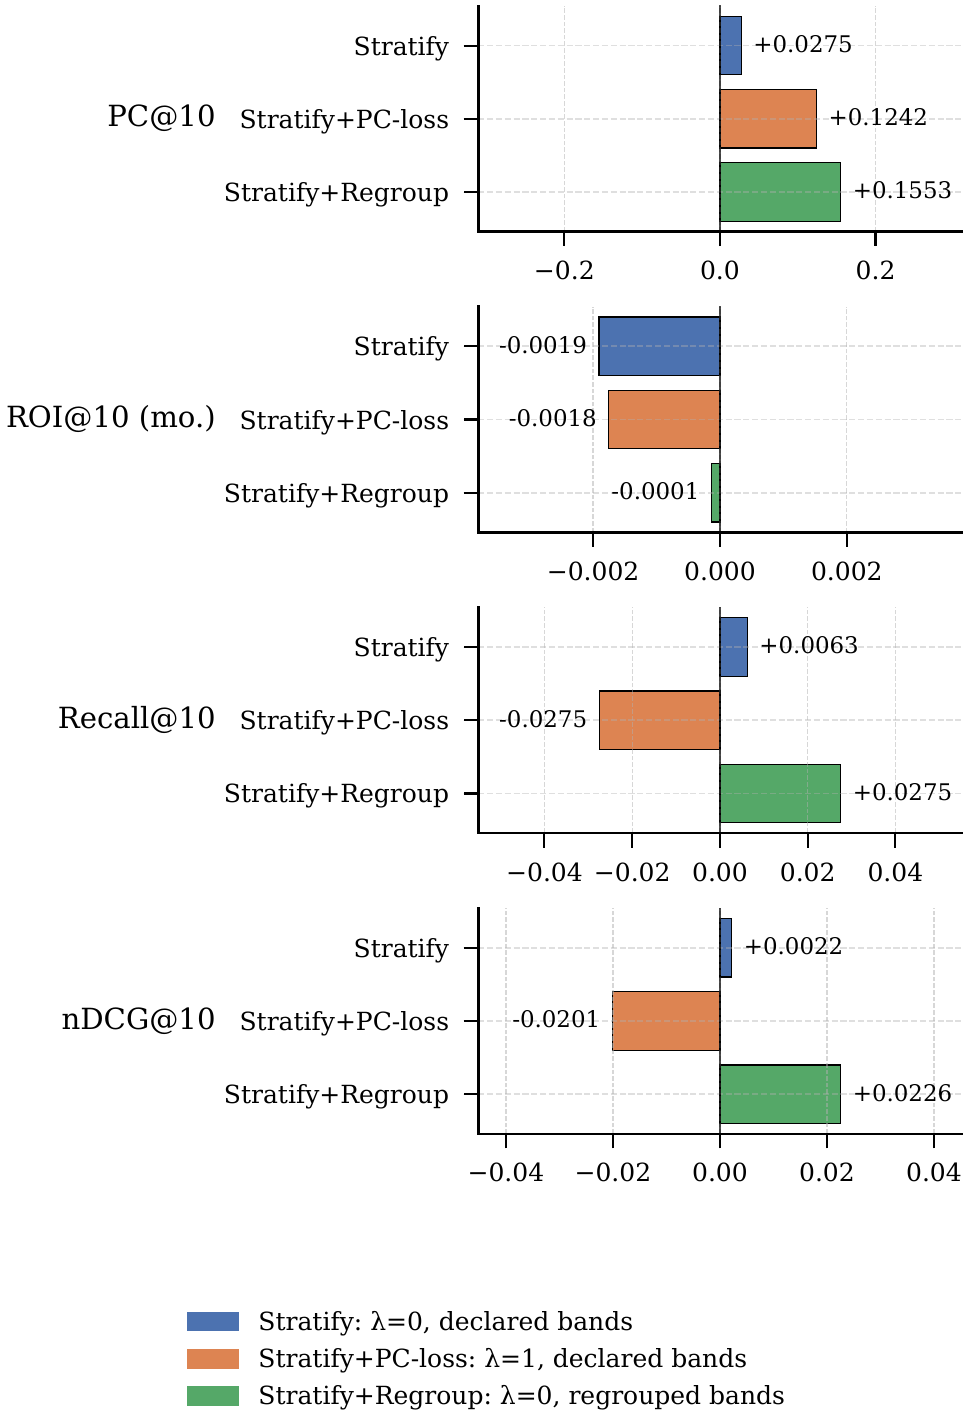 Stratify
+0.0275
PC@10
Stratify+PC-loss
+0.1242
Stratify+Regroup
+0.1553
−0.2 0.0 0.2
Stratify
-0.0019
ROI@10 (mo.)
Stratify+PC-loss
-0.0018
Stratify+Regroup
-0.0001
−0.002 0.000 0.002
Stratify
+0.0063
Recall@10
Stratify+PC-loss
-0.0275
Stratify+Regroup
+0.0275
−0.04 −0.02 0.00 0.02 0.04
Stratify
+0.0022
nDCG@10
Stratify+PC-loss
-0.0201
Stratify+Regroup
+0.0226
−0.04 −0.02 0.00 0.02 0.04
Stratify: λ=0, declared bands
Stratify+PC-loss: λ=1, declared bands
Stratify+Regroup: λ=0, regrouped bands